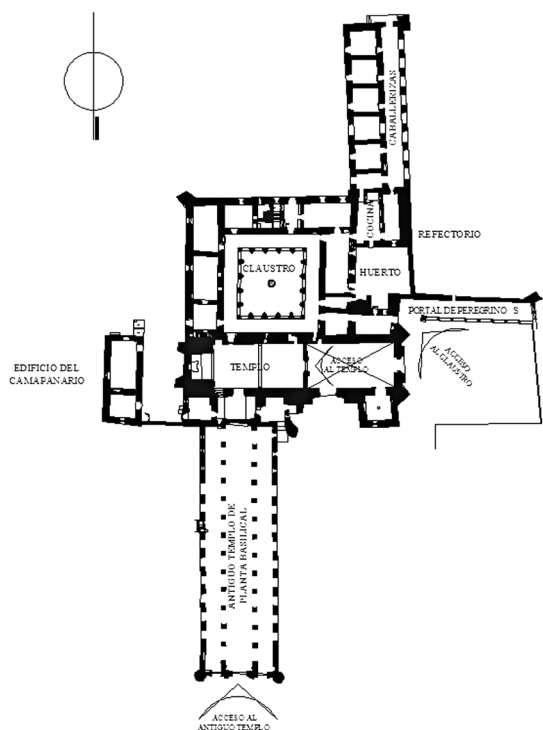 CABALLERIZAS
COCINA
REFECTORIO
CLAUSTRO
HUERTO
PORTAL DE PEREGRINO S
ACCESO
AL CLAUSTRO
EDIFICIO DEL
CAMAPANARIO
TEMPLO
ACCESO
AL TEMPLO
ANTIGUO TEMPLO DE
PLANTA BASILICAL
ACCESO AL
ANTIGUO TEMPLO